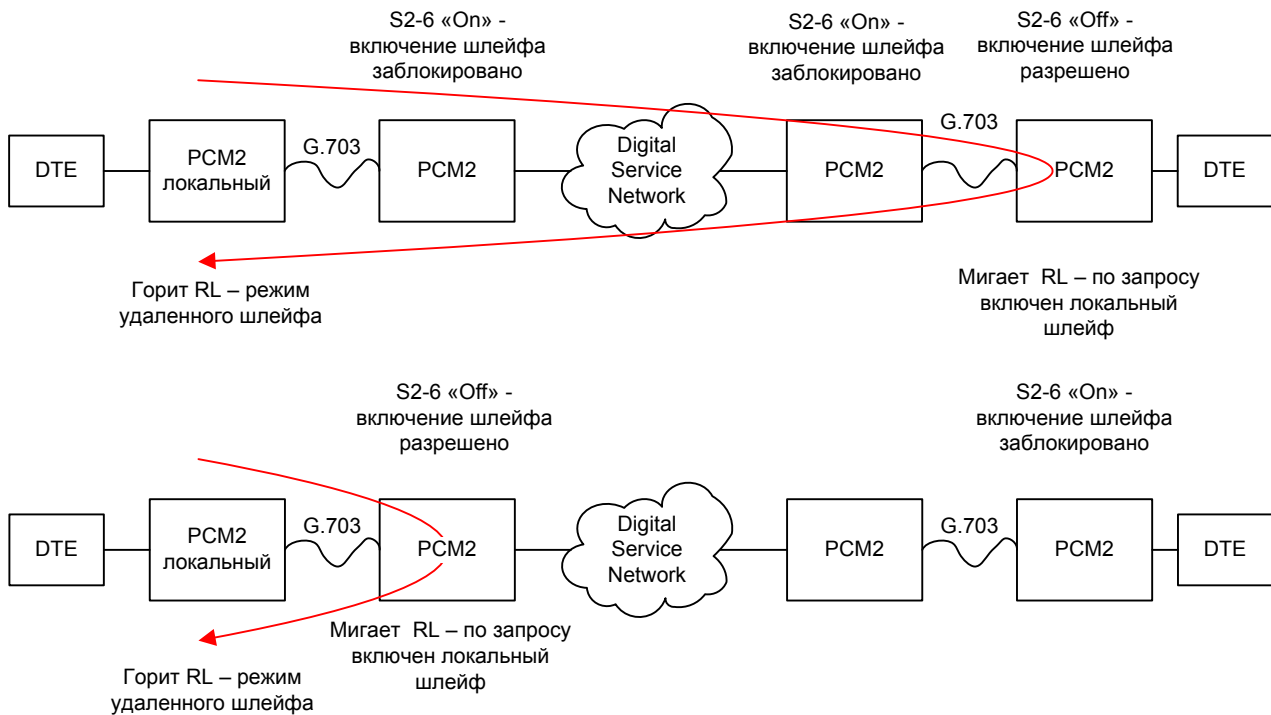 S2-6 «On» -
включение шлейфа
заблокировано
S2-6 «On» -
включение шлейфа
заблокировано
S2-6 «Off» -
включение шлейфа
разрешено
DTE
PCM2
локальный
G.703
PCM2
Digital
Service
Network
PCM2
G.703
PCM2
DTE
Горит RL – режим
удаленного шлейфа
Мигает RL – по запросу
включен локальный
шлейф
S2-6 «Off» -
включение шлейфа
разрешено
S2-6 «On» -
включение шлейфа
заблокировано
DTE
PCM2
локальный
G.703
PCM2
Digital
Service
Network
PCM2
G.703
PCM2
DTE
Мигает RL – по запросу
включен локальный
шлейф
Горит RL – режим
удаленного шлейфа